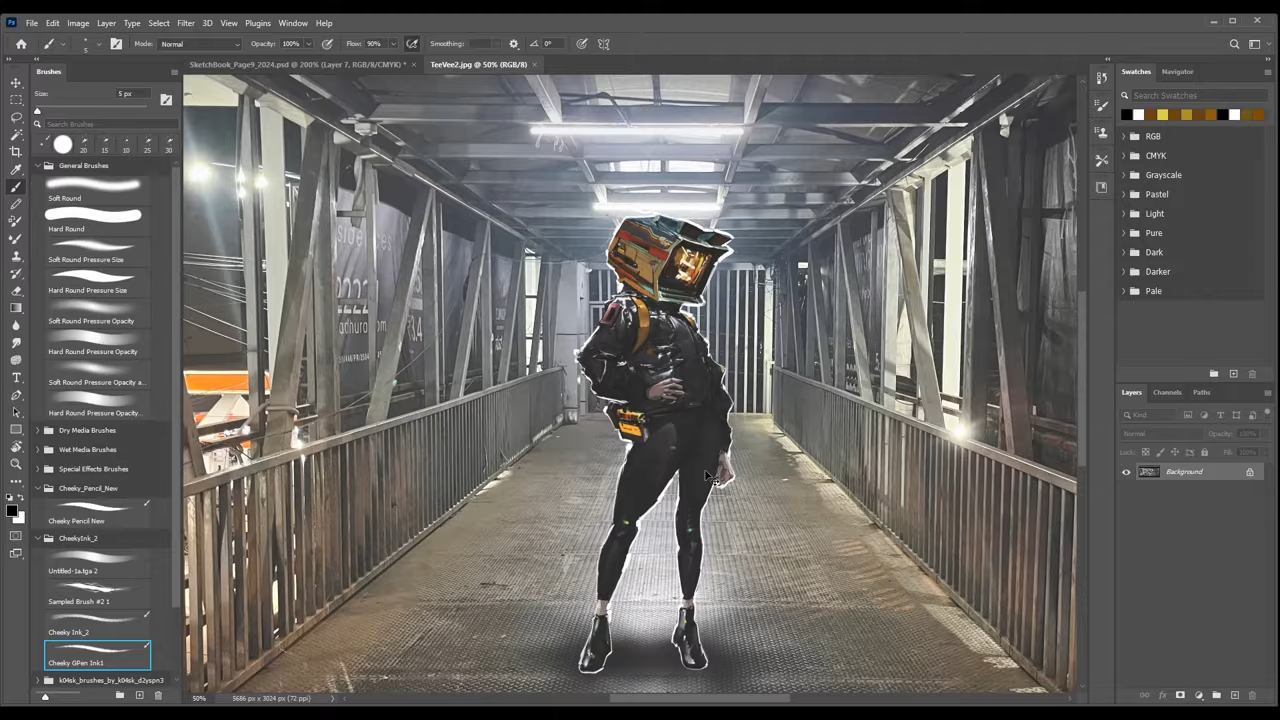 File Edit Image Layer Type Select Filter 3D View Plugins Window Help
5 Mode: Normal Opacity: 100% Flow: 90% Smoothing: 0°
SketchBook_Page9_2024.psd @ 200% (Layer 7, RGB/8/CMYK) * × TeeVee2.jpg @ 50% (RGB/8) ×
Brushes
Size: 5 px
Search Brushes
20 15 10 25 30
General Brushes
Soft Round
Hard Round
Soft Round Pressure Size
Hard Round Pressure Size
Soft Round Pressure Opacity
Hard Round Pressure Opacity
Soft Round Pressure Opacity a...
Hard Round Pressure Opacity...
Dry Media Brushes
Wet Media Brushes
Special Effects Brushes
Cheeky_Pencil_New
Cheeky Pencil New
CheekyInk_2
Untitled-1a.tga 2
Sampled Brush #2 1
Cheeky Ink_2
Cheeky GPen Ink1
k04sk_brushes_by_k04sk_d2yspn3
50% 5686 px x 3024 px (72 ppi)
Swatches Navigator
Search Swatches
RGB
CMYK
Grayscale
Pastel
Light
Pure
Dark
Darker
Pale
Layers Channels Paths
Kind
Normal Opacity: 100%
Lock: Fill: 100%
Background